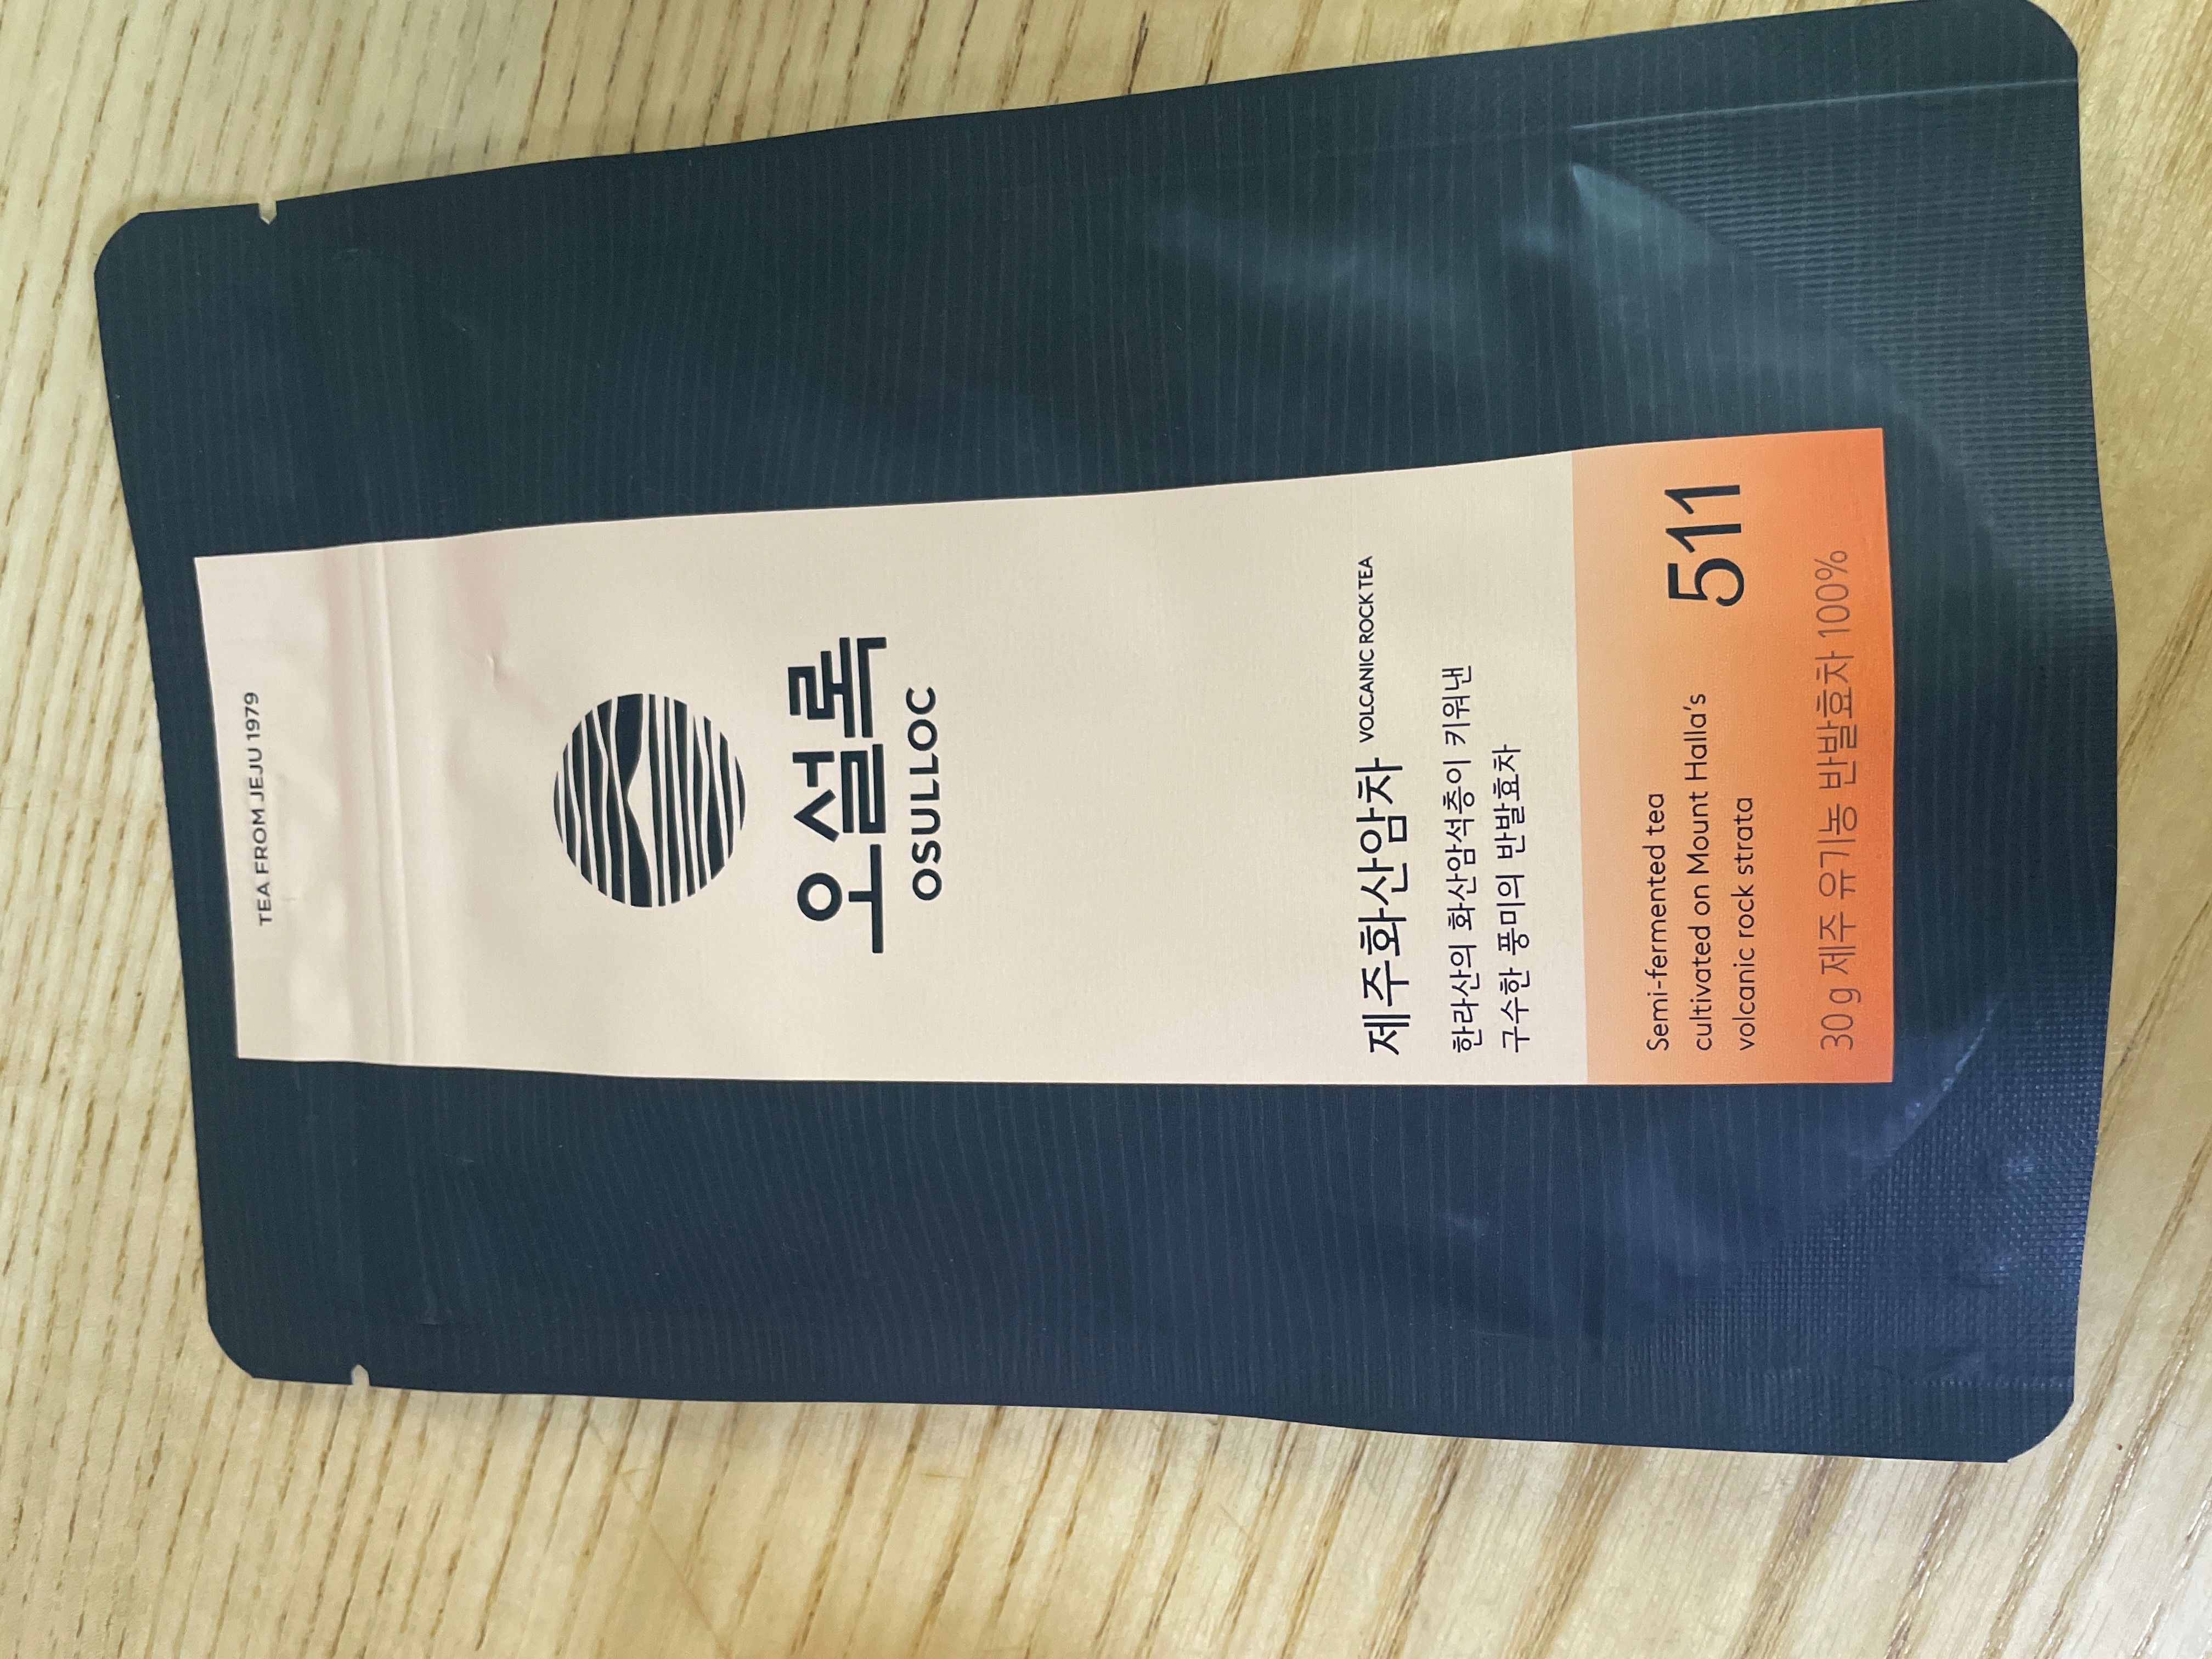 TEA FROM JEJU 1979
오설록
OSULLOC
제주화산암차 VOLCANIC ROCK TEA
한라산의 화산암석층이 키워낸
구수한 풍미의 반발효차
Semi-fermented tea
cultivated on Mount Halla's
volcanic rock strata
511
30 g 제주 유기농 반발효차 100%